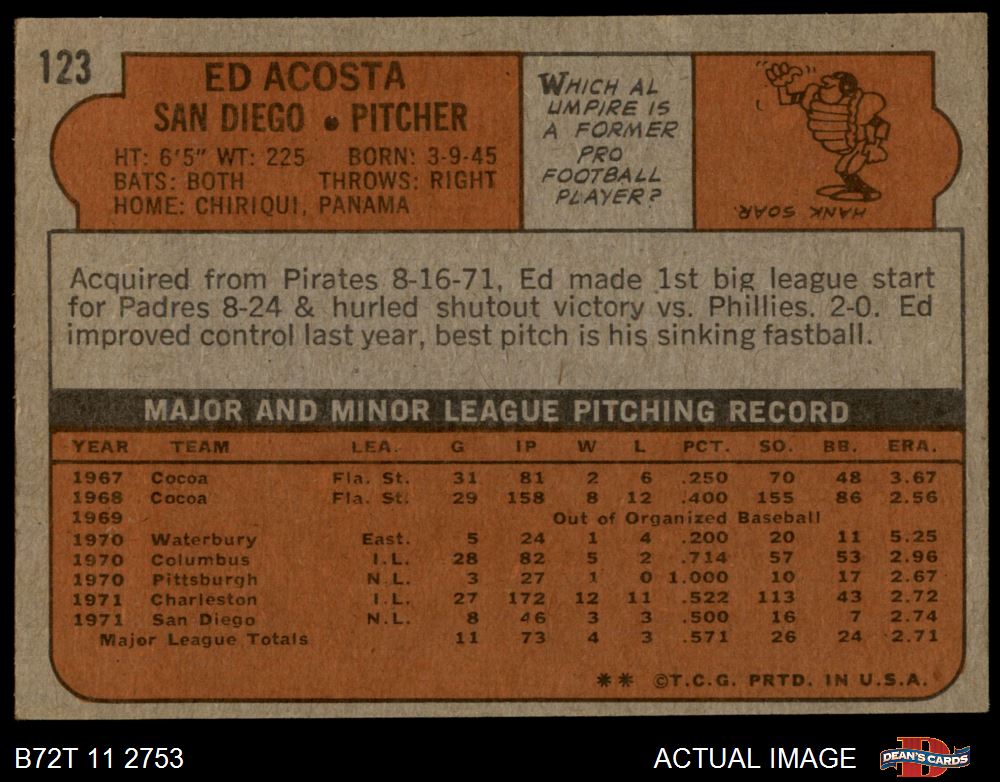 123
ED ACOSTA
SAN DIEGO • PITCHER
HT: 6'5" WT: 225 BORN: 3-9-45
BATS: BOTH THROWS: RIGHT
HOME: CHIRIQUI, PANAMA
WHICH AL
UMPIRE IS
A FORMER
PRO
FOOTBALL
PLAYER?
HANK SOAR.
Acquired from Pirates 8-16-71, Ed made 1st big league start
for Padres 8-24 & hurled shutout victory vs. Phillies. 2-0. Ed
improved control last year, best pitch is his sinking fastball.
MAJOR AND MINOR LEAGUE PITCHING RECORD
YEAR TEAM LEA. G IP W L PCT. SO. BB. ERA.
1967 Cocoa Fla. St. 31 81 2 6 .250 70 48 3.67
1968 Cocoa Fla. St. 29 158 8 12 .400 155 86 2.56
1969 Out of Organized Baseball
1970 Waterbury East. 5 24 1 4 .200 20 11 5.25
1970 Columbus I.L. 28 82 5 2 .714 57 53 2.96
1970 Pittsburgh N.L. 3 27 1 0 1.000 10 17 2.67
1971 Charleston I.L. 27 172 12 11 .522 113 43 2.72
1971 San Diego N.L. 8 46 3 3 .500 16 7 2.74
Major League Totals 11 73 4 3 .571 26 24 2.71
** ©T.C.G. PRTD. IN U.S.A.
B72T 11 2753
ACTUAL IMAGE
DEAN'S CARDS